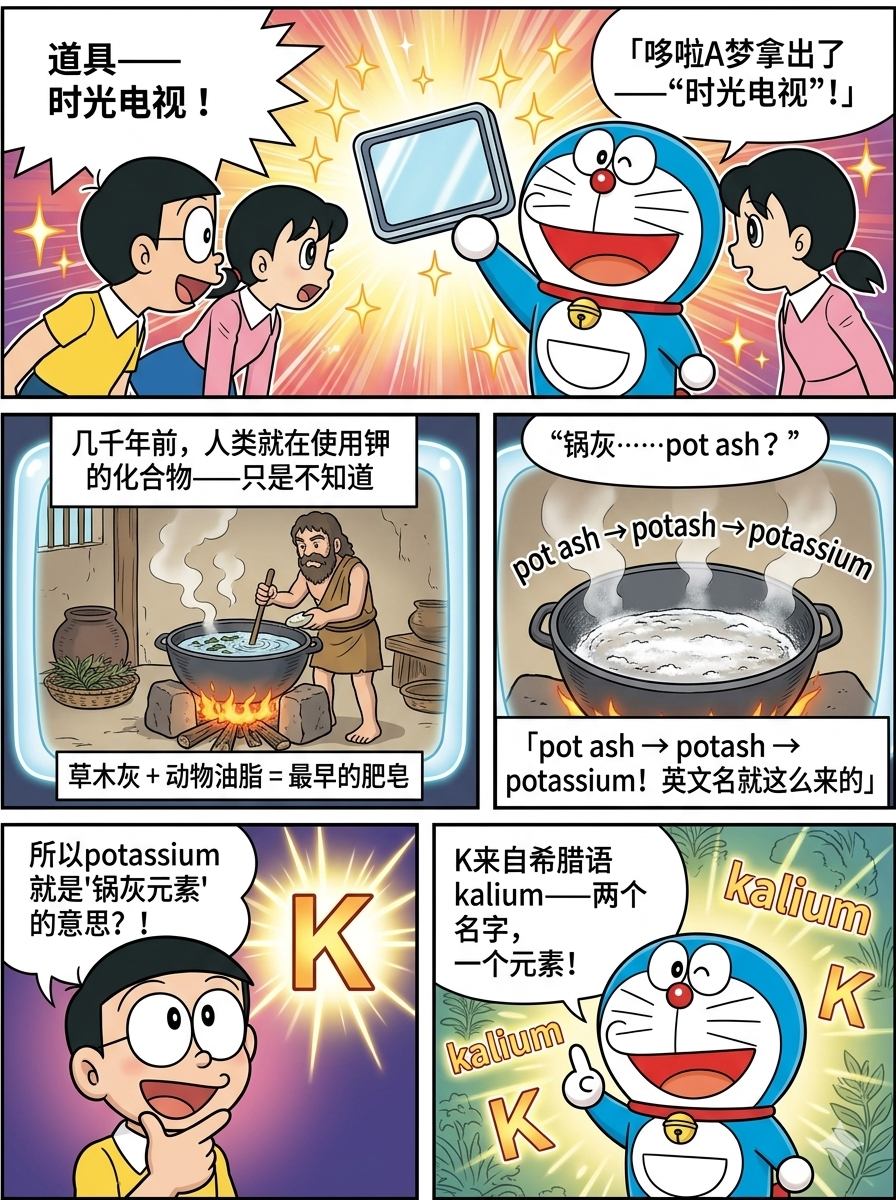 道具——
时光电视！
「哆啦A梦拿出了
——“时光电视”!」
几千年前，人类就在使用钾
的化合物——只是不知道
草木灰 + 动物油脂 = 最早的肥皂
“锅灰……pot ash？”
pot ash → potash → potassium
「pot ash → potash →
potassium！英文名就这么来的」
所以potassium
就是'锅灰元素'
的意思？！
K
K来自希腊语
kalium——两个
名字，
一个元素！
kalium
K
kalium
K